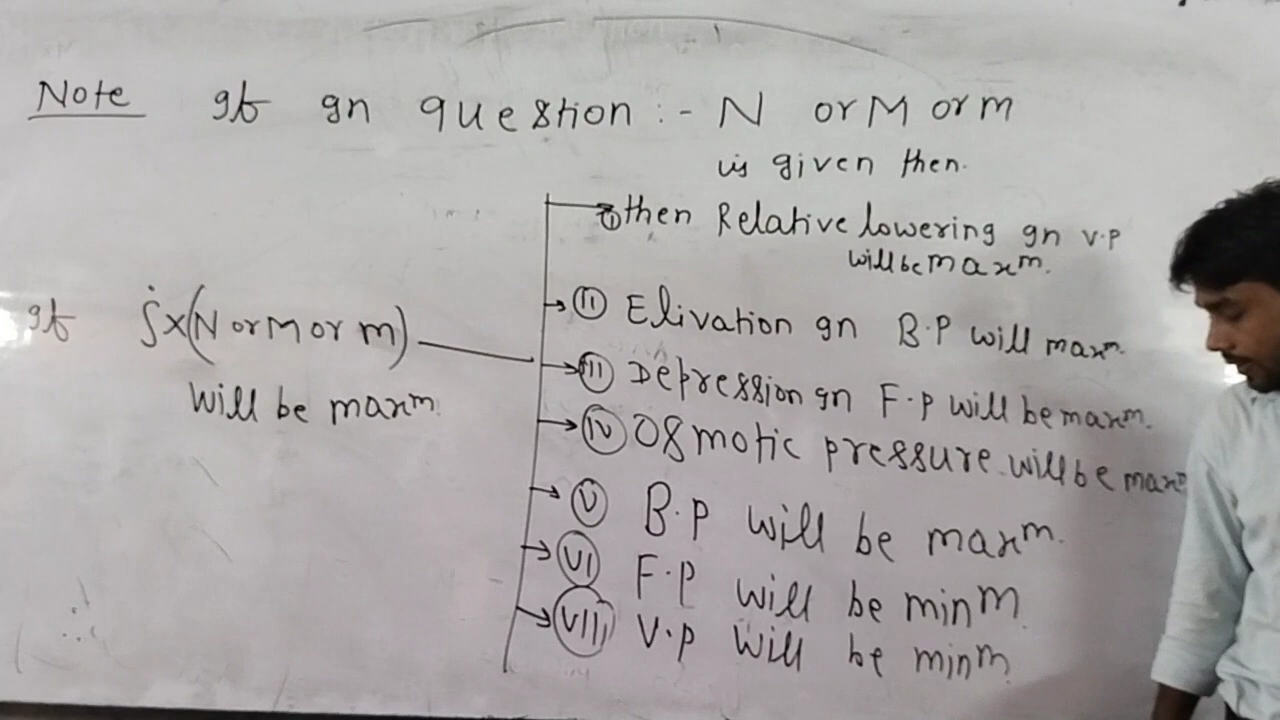 Note If In question :- N or M or m
is given then.
(i) then Relative lowering In v.p
will be maxm.
If i×(N or M or m)
will be maxm.
(II) Elivation In B.P will maxm.
(III) Depression In F.P will be maxm.
(IV) Osmotic pressure will be maxm
(V) B.P will be maxm.
(VI) F.P will be minm.
(VII) V.P will be minm.